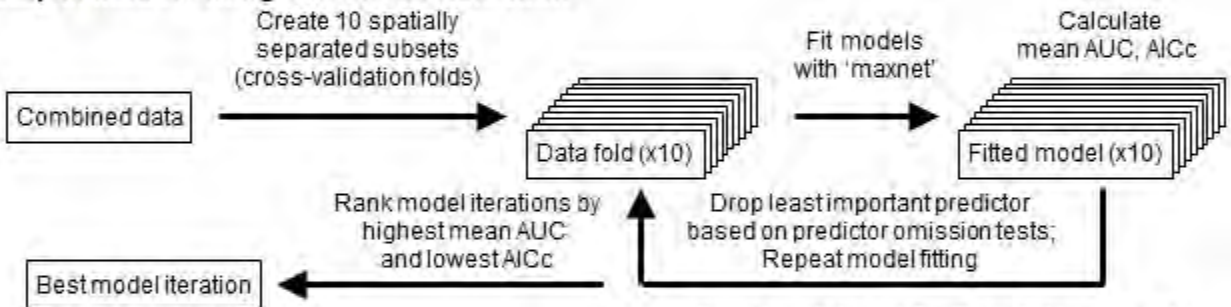 Create 10 spatially
separated subsets
(cross-validation folds)
Fit models
with 'maxnet'
Calculate
mean AUC, AICc
Combined data
Data fold (x10)
Fitted model (x10)
Rank model iterations by
highest mean AUC
and lowest AICc
Drop least important predictor
based on predictor omission tests;
Repeat model fitting
Best model iteration